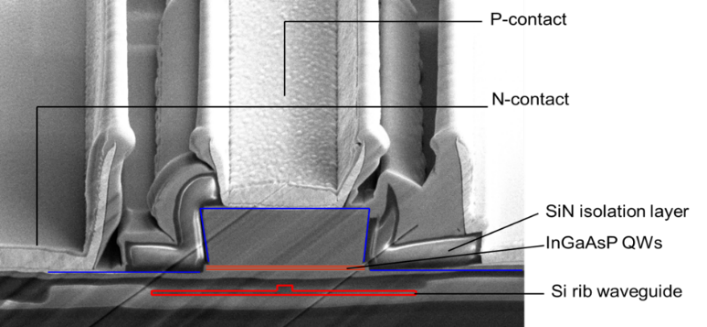 P-contact
N-contact
SiN isolation layer
InGaAsP QWs
Si rib waveguide